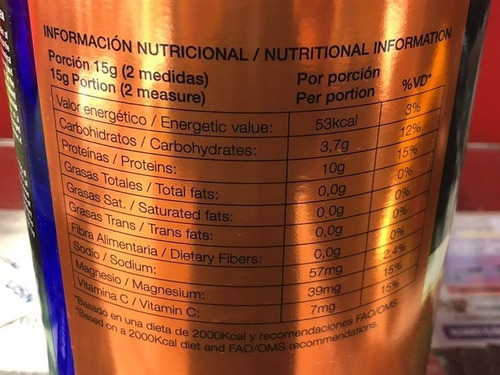 INFORMACIÓN NUTRICIONAL / NUTRITIONAL INFORMATION
Porción 15g (2 medidas)
15g Portion (2 measure)
Por porción
Per portion
%VD*
Valor energético / Energetic value: 53kcal 3%
Carbohidratos / Carbohydrates: 3,7g 12%
Proteínas / Proteins: 10g 15%
Grasas Totales / Total fats: 0,0g 0%
Grasas Sat. / Saturated fats: 0,0g 0%
Grasas Trans / Trans fats: 0,0g 0%
Fibra Alimentaria / Dietary Fibers: 0,0g 0%
Sodio / Sodium: 57mg 2,4%
Magnesio / Magnesium: 39mg 15%
Vitamina C / Vitamin C: 7mg 15%
*Basado en una dieta de 2000Kcal y recomendaciones FAO/OMS.
*Based on a 2000Kcal diet and FAO/OMS recommendations.